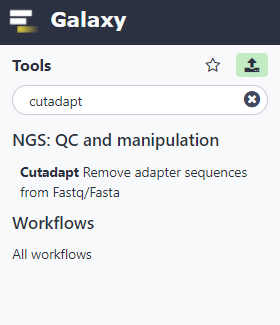 Galaxy
Tools
cutadapt
NGS: QC and manipulation
Cutadapt Remove adapter sequences
from Fastq/Fasta
Workflows
All workflows